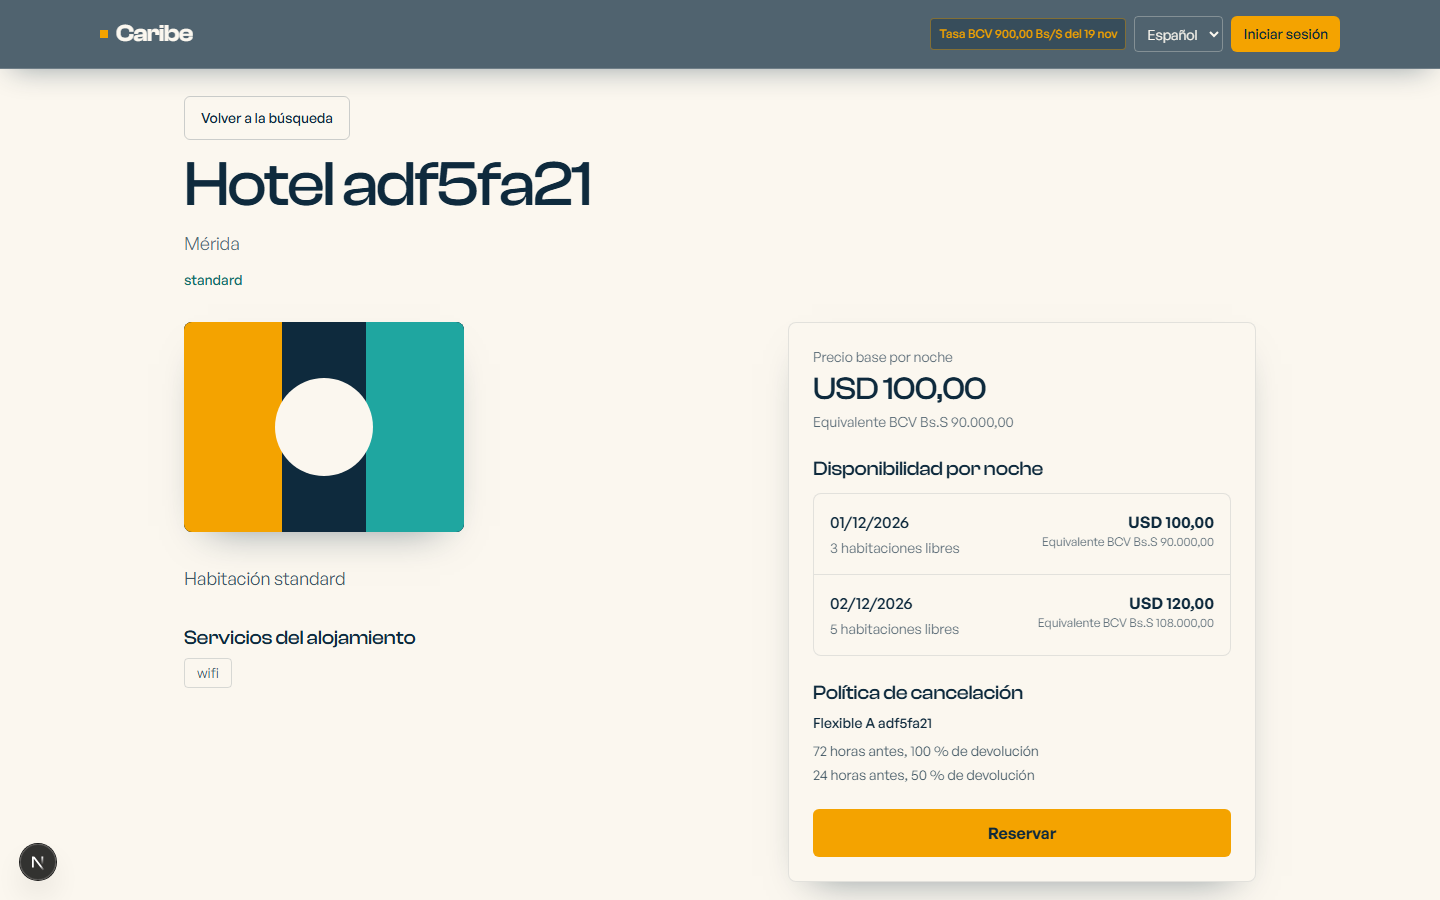 Caribe
Tasa BCV 900,00 Bs/$ del 19 nov
Español
Iniciar sesión
Volver a la búsqueda
Hotel adf5fa21
Mérida
standard
Habitación standard
Servicios del alojamiento
wifi
Precio base por noche
USD 100,00
Equivalente BCV Bs.S 90.000,00
Disponibilidad por noche
01/12/2026
USD 100,00
3 habitaciones libres
Equivalente BCV Bs.S 90.000,00
02/12/2026
USD 120,00
5 habitaciones libres
Equivalente BCV Bs.S 108.000,00
Política de cancelación
Flexible A adf5fa21
72 horas antes, 100 % de devolución
24 horas antes, 50 % de devolución
Reservar
N